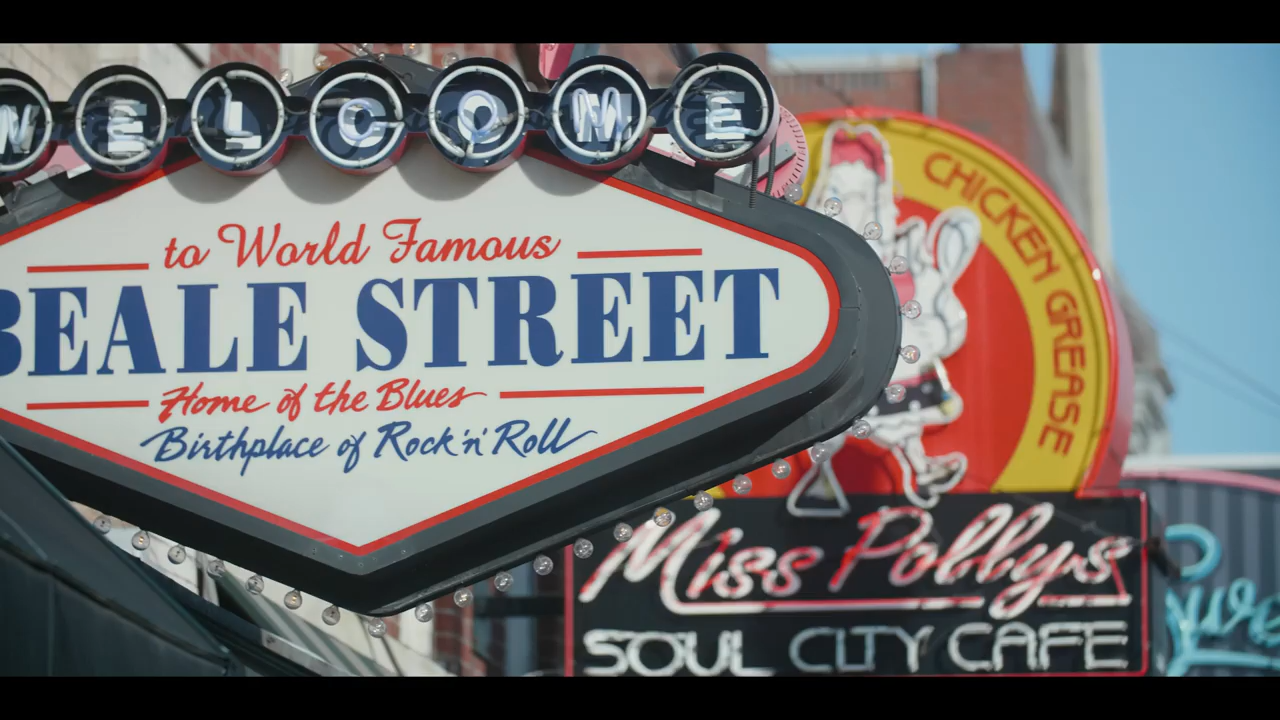 WELCOME
to World Famous
BEALE STREET
Home of the Blues
Birthplace of Rock 'n' Roll
CHICKEN GREASE
Miss Polly's
SOUL CITY CAFE